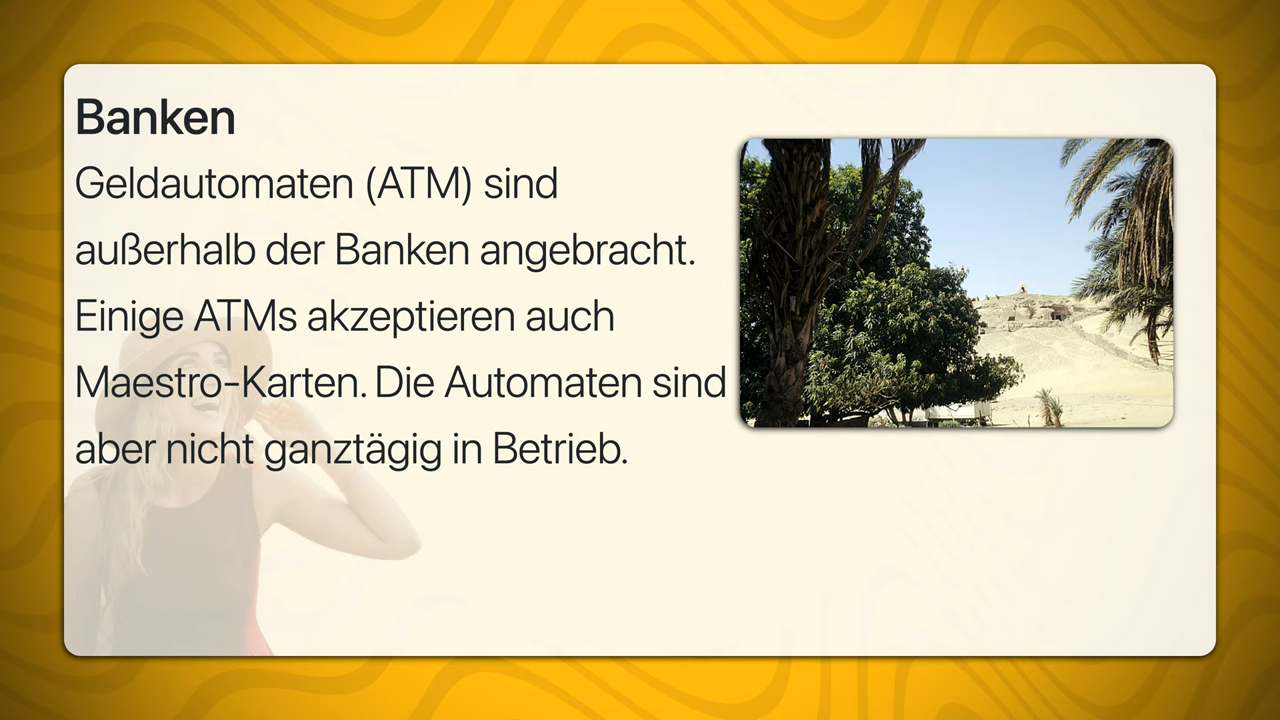 Banken
Geldautomaten (ATM) sind
außerhalb der Banken angebracht.
Einige ATMs akzeptieren auch
Maestro-Karten. Die Automaten sind
aber nicht ganztägig in Betrieb.